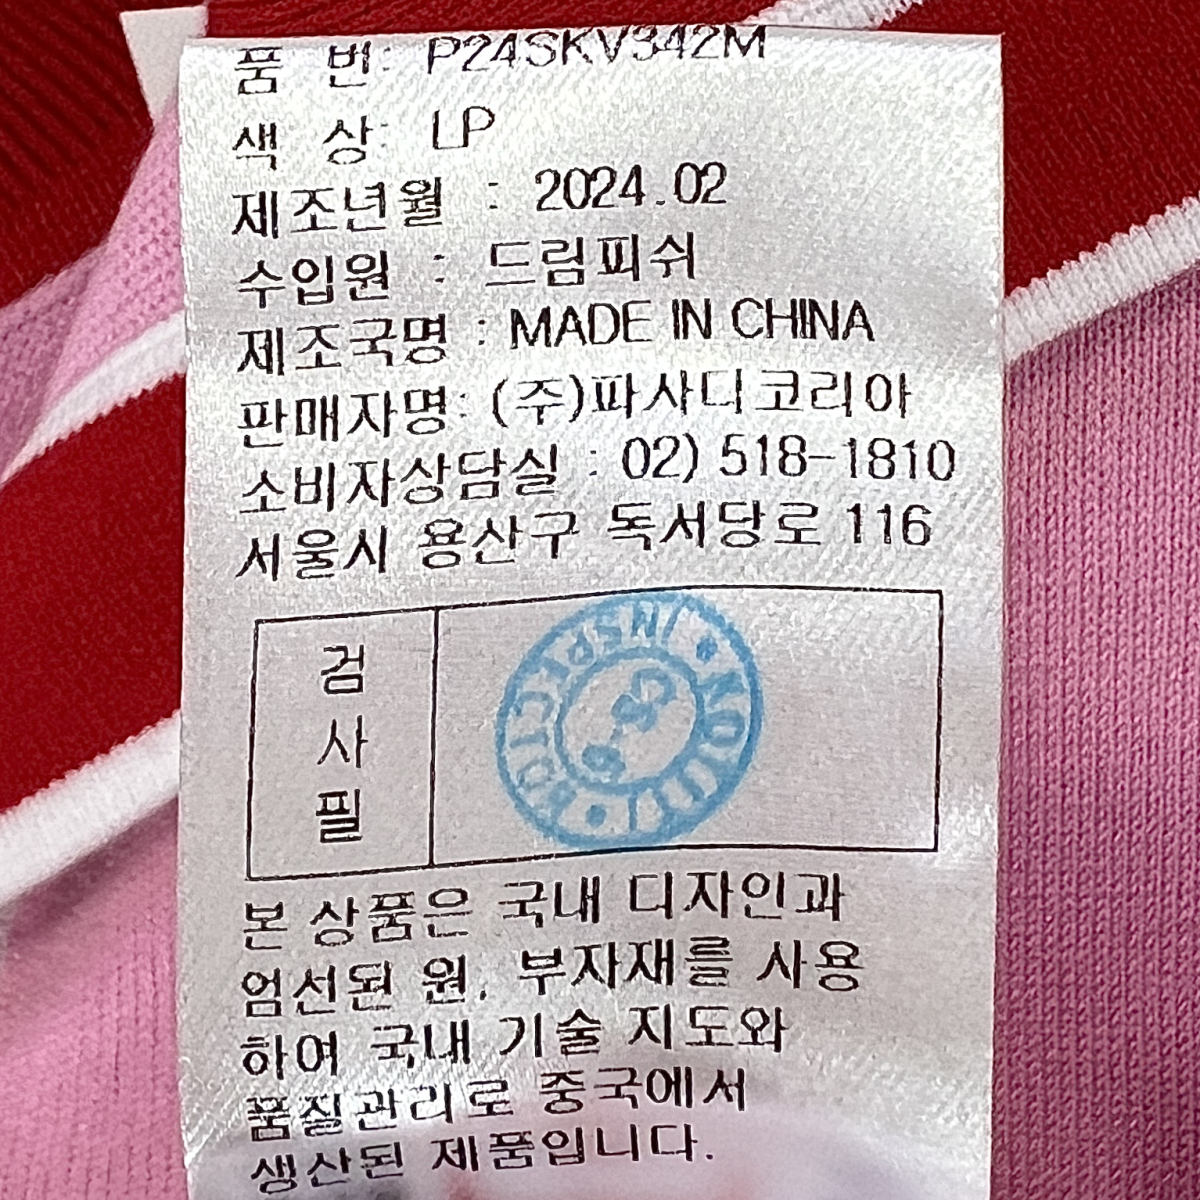 품 번: P24SKV342M
색 상: LP
제조년월 : 2024.02
수입원 : 드림피쉬
제조국명 : MADE IN CHINA
판매자명: (주)파사디코리아
소비자상담실 : 02) 518-1810
서울시 용산구 독서당로 116
검
사
필
INSPECTION
본 상품은 국내 디자인과
엄선된 원, 부자재를 사용
하여 국내 기술 지도와
품질관리로 중국에서
생산된 제품입니다.